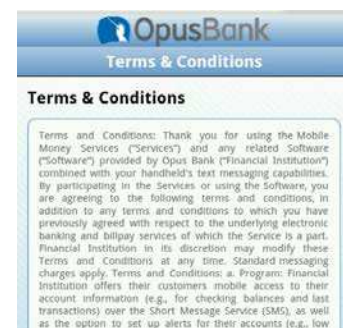 OpusBank
Terms & Conditions
Terms & Conditions
Terms and Conditions: Thank you for using the Mobile
Money Services ("Services") and any related Software
("Software") provided by Opus Bank ("Financial Institution")
combined with your handheld's text messaging capabilities.
By participating in the Services or using the Software, you
are agreeing to the following terms and conditions, in
addition to any terms and conditions to which you have
previously agreed with respect to the underlying electronic
banking and billpay services of which the Service is a part.
Financial Institution in its discretion may modify these
Terms and Conditions at any time. Standard messaging
charges apply. Terms and Conditions: a. Program: Financial
Institution offers their customers mobile access to their
account information (e.g., for checking balances and last
transactions) over the Short Message Service (SMS), as well
as the option to set up alerts for their accounts (e.g., low